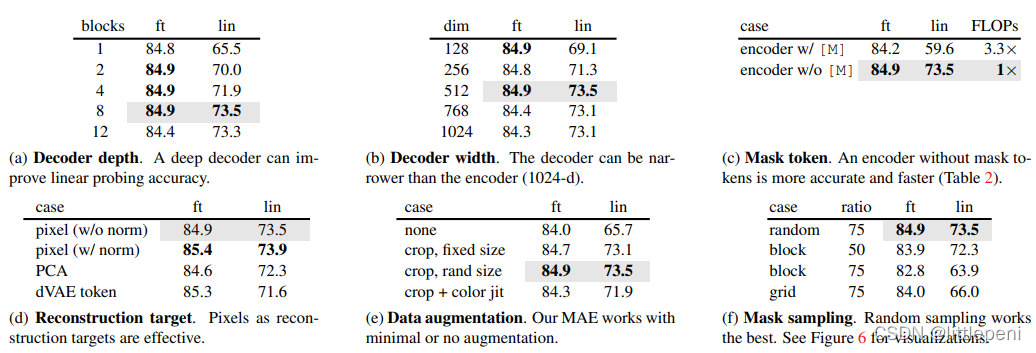 blocks ft lin
1 84.8 65.5
2 84.9 70.0
4 84.9 71.9
8 84.9 73.5
12 84.4 73.3
(a) Decoder depth. A deep decoder can im-
prove linear probing accuracy.
dim ft lin
128 84.9 69.1
256 84.8 71.3
512 84.9 73.5
768 84.4 73.1
1024 84.3 73.1
(b) Decoder width. The decoder can be nar-
rower than the encoder (1024-d).
case ft lin FLOPs
encoder w/ [M] 84.2 59.6 3.3×
encoder w/o [M] 84.9 73.5 1×
(c) Mask token. An encoder without mask to-
kens is more accurate and faster (Table 2).
case ft lin
pixel (w/o norm) 84.9 73.5
pixel (w/ norm) 85.4 73.9
PCA 84.6 72.3
dVAE token 85.3 71.6
(d) Reconstruction target. Pixels as recon-
struction targets are effective.
case ft lin
none 84.0 65.7
crop, fixed size 84.7 73.1
crop, rand size 84.9 73.5
crop + color jit 84.3 71.9
(e) Data augmentation. Our MAE works with
minimal or no augmentation.
case ratio ft lin
random 75 84.9 73.5
block 50 83.9 72.3
block 75 82.8 63.9
grid 75 84.0 66.0
(f) Mask sampling. Random sampling works
the best. See Figure 6 for visualizations.
CSDN @littlepeni